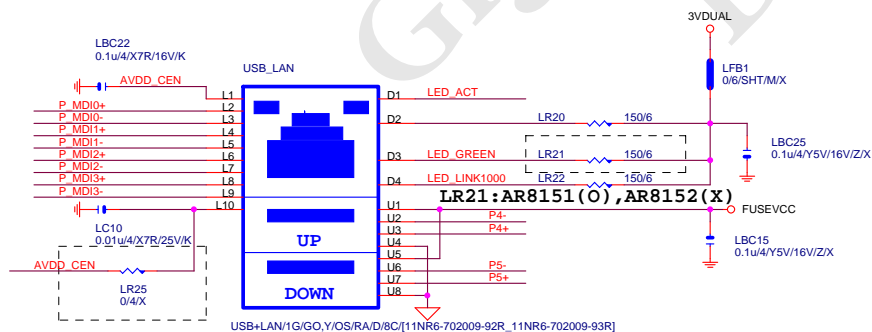 3VDUAL
LBC22
0.1u/4/X7R/16V/K
LFB1
0/6/SHT/M/X
USB_LAN
AVDD_CEN
L1
D1
LED_ACT
P_MDI0+
L2
P_MDI0-
L3
D2
LR20
150/6
P_MDI1+
L4
P_MDI1-
L5
LBC25
0.1u/4/Y5V/16V/Z/X
P_MDI2+
L6
D3
LED_GREEN
LR21
150/6
P_MDI2-
L7
P_MDI3+
L8
D4
LED_LINK1000
LR22
150/6
P_MDI3-
L9
LR21:AR8151(O),AR8152(X)
L10
U1
FUSEVCC
LC10
0.01u/4/X7R/25V/K
U2
P4-
U3
P4+
UP
U4
U5
LBC15
0.1u/4/Y5V/16V/Z/X
AVDD_CEN
U6
P5-
U7
P5+
LR25
0/4/X
DOWN
U8
USB+LAN/1G/GO,Y/OS/RA/D/8C/[11NR6-702009-92R_11NR6-702009-93R]